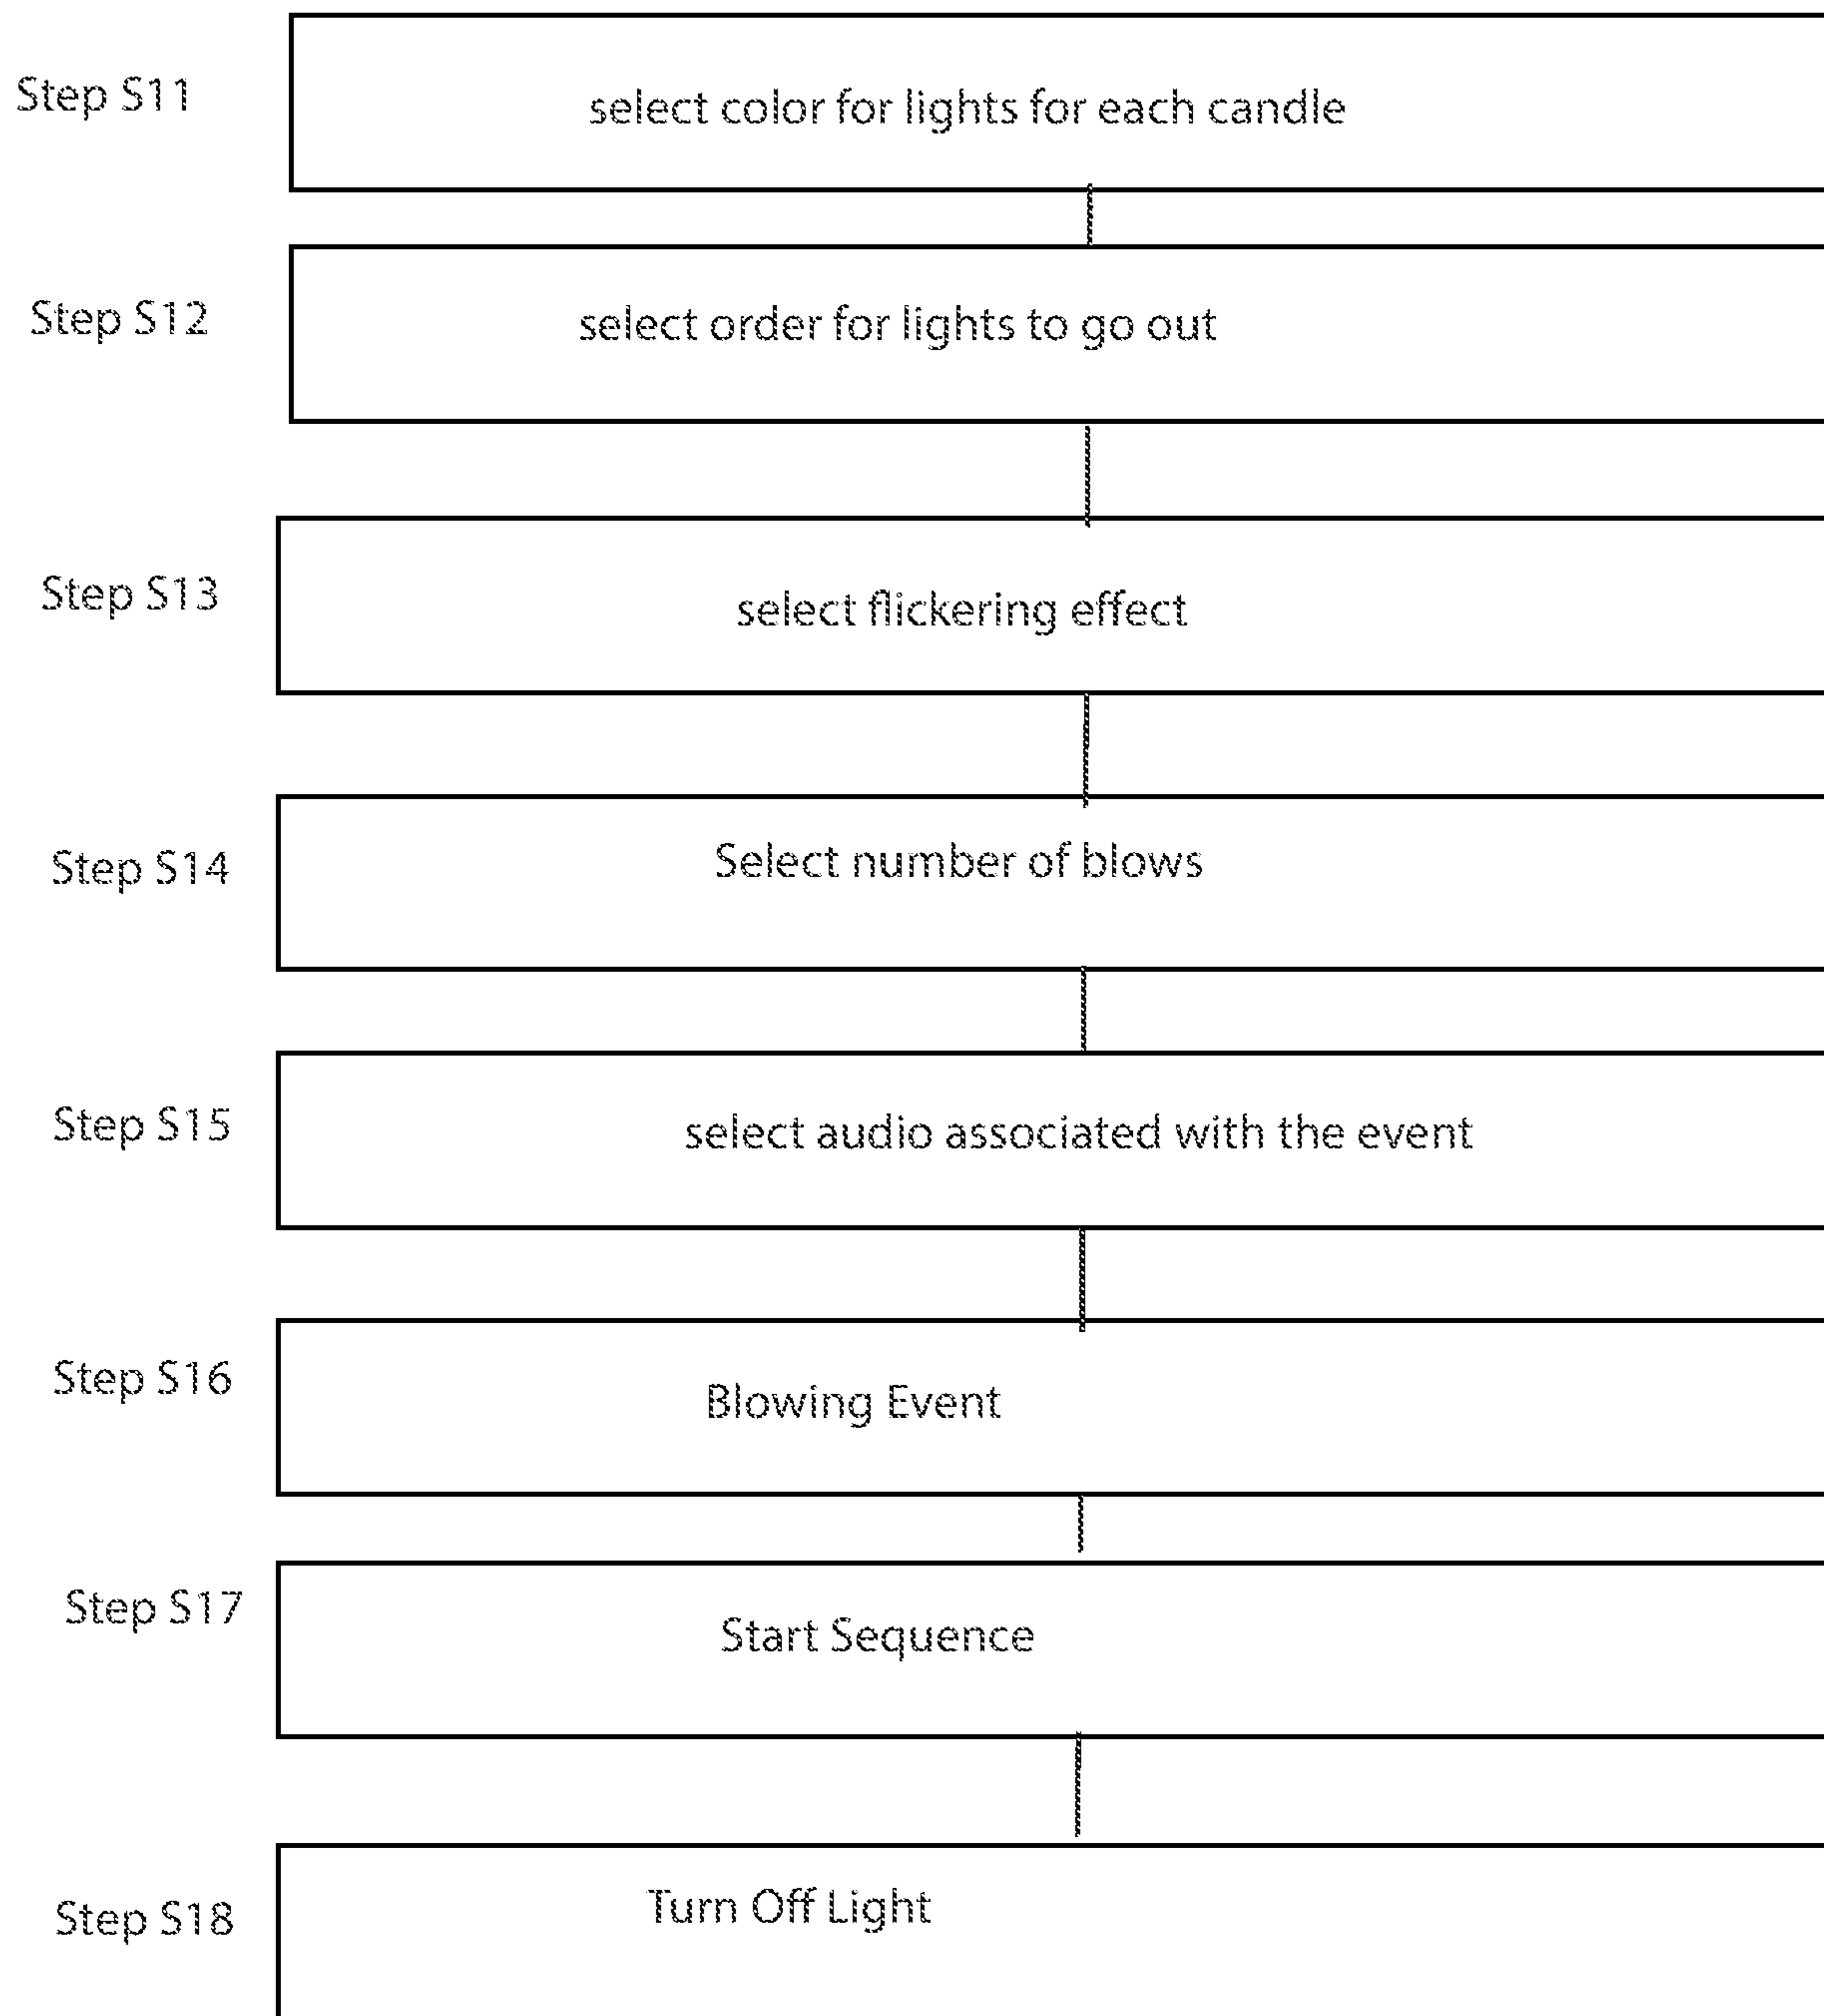 Step S11
select color for lights for each candle
Step S12
select order for lights to go out
Step S13
select flickering effect
Step S14
Select number of blows
Step S15
select audio associated with the event
Step S16
Blowing Event
Step S17
Start Sequence
Step S18
Turn Off Light